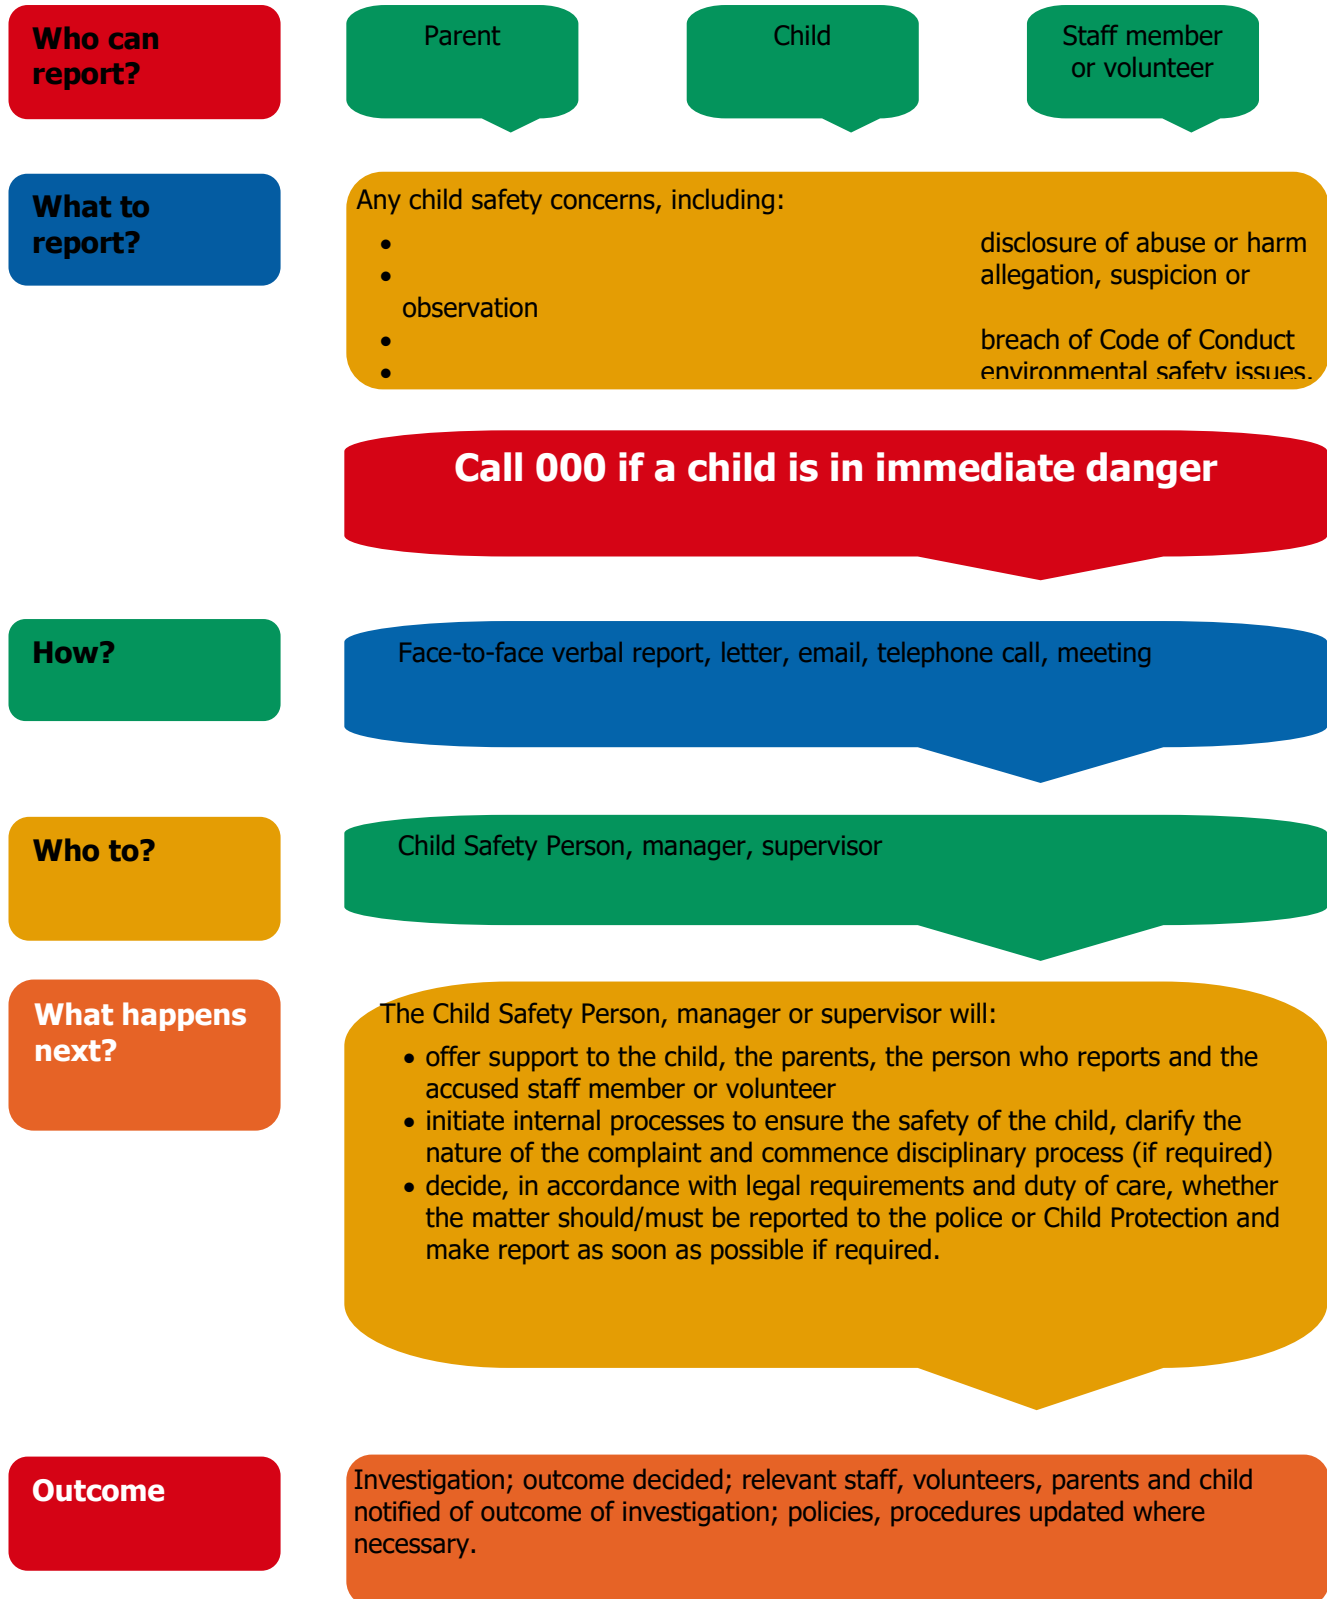 Who can
report?
Parent
Child
Staff member
or volunteer
What to
report?
Any child safety concerns, including:
• disclosure of abuse or harm
• allegation, suspicion or
observation
• breach of Code of Conduct
• environmental safety issues.
Call 000 if a child is in immediate danger
How?
Face-to-face verbal report, letter, email, telephone call, meeting
Who to?
Child Safety Person, manager, supervisor
What happens
next?
The Child Safety Person, manager or supervisor will:
• offer support to the child, the parents, the person who reports and the
accused staff member or volunteer
• initiate internal processes to ensure the safety of the child, clarify the
nature of the complaint and commence disciplinary process (if required)
• decide, in accordance with legal requirements and duty of care, whether
the matter should/must be reported to the police or Child Protection and
make report as soon as possible if required.
Outcome
Investigation; outcome decided; relevant staff, volunteers, parents and child
notified of outcome of investigation; policies, procedures updated where
necessary.